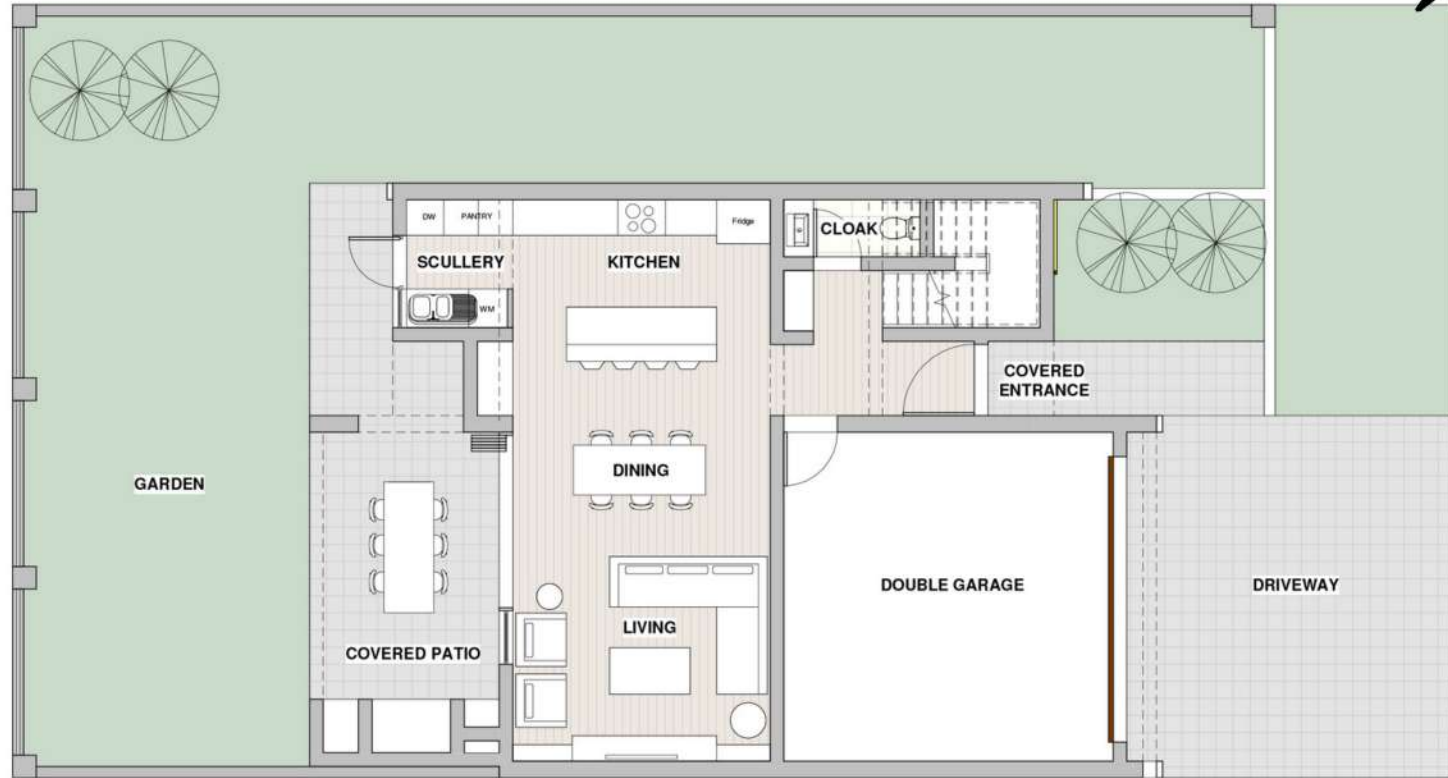 DW
PANTRY
Fridge
CLOAK
SCULLERY
KITCHEN
WM
COVERED
ENTRANCE
DINING
GARDEN
DOUBLE GARAGE
DRIVEWAY
LIVING
COVERED PATIO